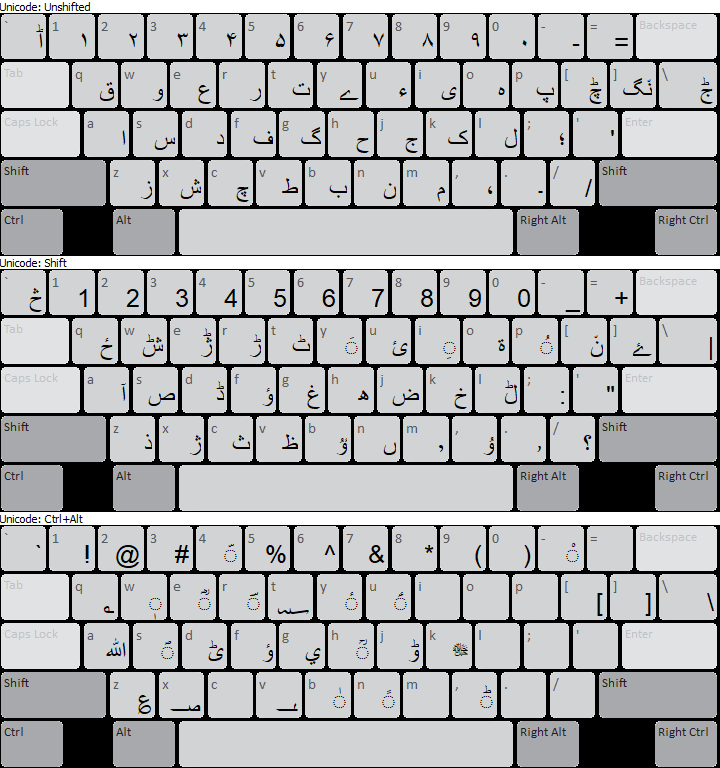 Unicode: Unshifted
` 1 ۱ 2 ۲ 3 ۳ 4 ۴ 5 ۵ 6 ۶ 7 ۷ 8 ۸ 9 ۹ 0 ۰ - - = = Backspace
Tab q ق w و e ع r ر t ت y ے u ء i ی o ہ p پ [ ] \
Caps Lock a ا s س d د f ف g گ h ح j ج k ک l ل ; ؛ ' ' Enter
Shift z ز x ش c چ v ط b ب n ن m م , ، . ۔ / / Shift
Ctrl Alt Right Alt Right Ctrl
Unicode: Shift
` 1 1 2 2 3 3 4 4 5 5 6 6 7 7 8 8 9 9 0 0 - _ = + Backspace
Tab q w e r ڑ t ٹ y َ u ئ i ِ o ۃ p ُ [ ] ۓ \ |
Caps Lock a آ s ص d ڈ f ؤ g غ h ھ j ض k خ l ; : ' " Enter
Shift z ذ x ژ c ث v ظ b n ں m , . / ؟ Shift
Ctrl Alt Right Alt Right Ctrl
Unicode: Ctrl+Alt
` ` 1 ! 2 @ 3 # 4 5 % 6 ^ 7 & 8 * 9 ( 0 ) - = Backspace
Tab q w e r t y u i o p [ [ ] ] \ \
Caps Lock a ﷲ s d f ؤ g ي h j k ﷺ l ; ' Enter
Shift z x c v b ٰ n ً m , . / Shift
Ctrl Alt Right Alt Right Ctrl